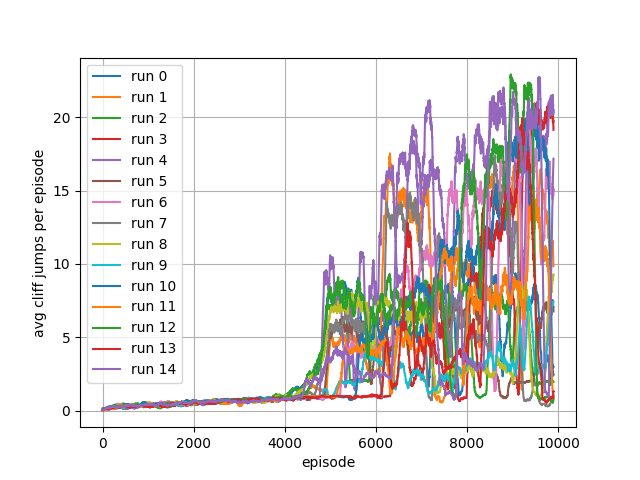 run 0
run 1
run 2
run 3
run 4
run 5
run 6
run 7
run 8
run 9
run 10
run 11
run 12
run 13
run 14
avg cliff jumps per episode
20
15
10
5
0
0 2000 4000 6000 8000 10000
episode